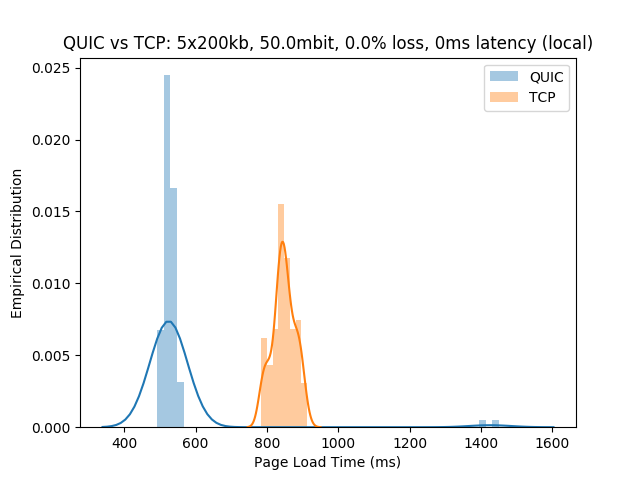 QUIC vs TCP: 5x200kb, 50.0mbit, 0.0% loss, 0ms latency (local)
QUIC
TCP
Empirical Distribution
0.025
0.020
0.015
0.010
0.005
0.000
400 600 800 1000 1200 1400 1600
Page Load Time (ms)